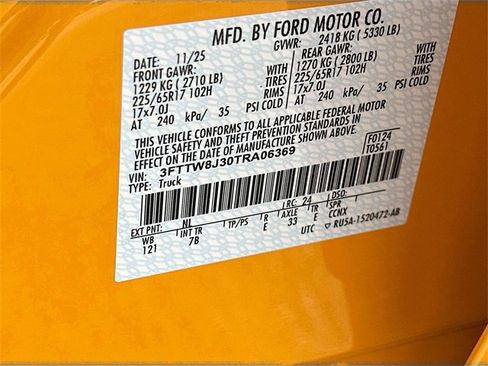 MFD. BY FORD MOTOR CO.
DATE: 11/25 GVWR: 2418 KG ( 5330 LB)
FRONT GAWR: REAR GAWR:
1229 KG ( 2710 LB) WITH 1270 KG ( 2800 LB) WITH
225/65R17 102H TIRES 225/65R17 102H TIRES
17x7.0J RIMS 17x7.0J RIMS
AT 240 kPa/ 35 PSI COLD AT 240 kPa/ 35 PSI COLD
THIS VEHICLE CONFORMS TO ALL APPLICABLE FEDERAL MOTOR
VEHICLE SAFETY AND THEFT PREVENTION STANDARDS IN
EFFECT ON THE DATE OF MANUFACTURE SHOWN ABOVE.
VIN: 3FTTW8J30TRA06369 F0124
TYPE: Truck T0561
EXT PNT: NL RC: 24 DSO:
WB INT TR TP/PS R AXLE TR SPR
121 7B E 33 E CCNX
UTC ▽ RU5A-1520472-AB